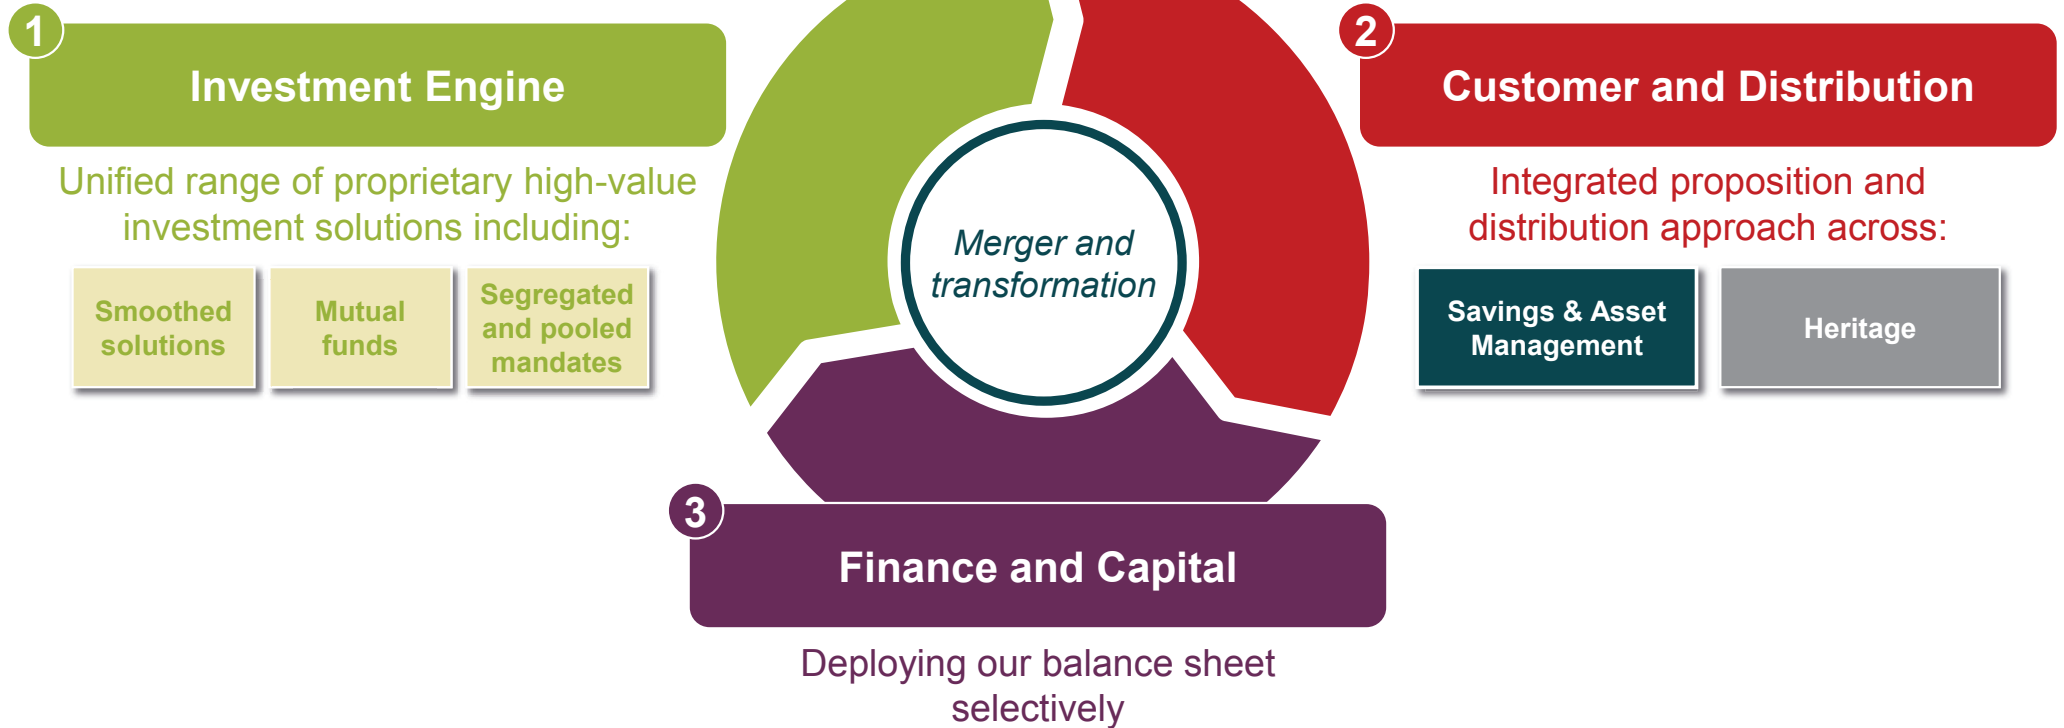 1
Investment Engine
Unified range of proprietary high-value
investment solutions including:
Smoothed
solutions
Mutual
funds
Segregated
and pooled
mandates
Merger and
transformation
2
Customer and Distribution
Integrated proposition and
distribution approach across:
Savings & Asset
Management
Heritage
3
Finance and Capital
Deploying our balance sheet
selectively